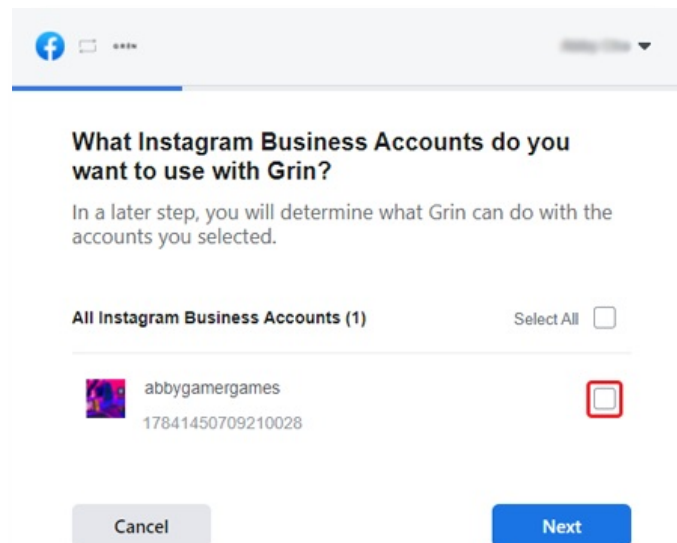 GRIN
What Instagram Business Accounts do you
want to use with Grin?
In a later step, you will determine what Grin can do with the
accounts you selected.
All Instagram Business Accounts (1)
Select All
abbygamergames
17841450709210028
Cancel
Next